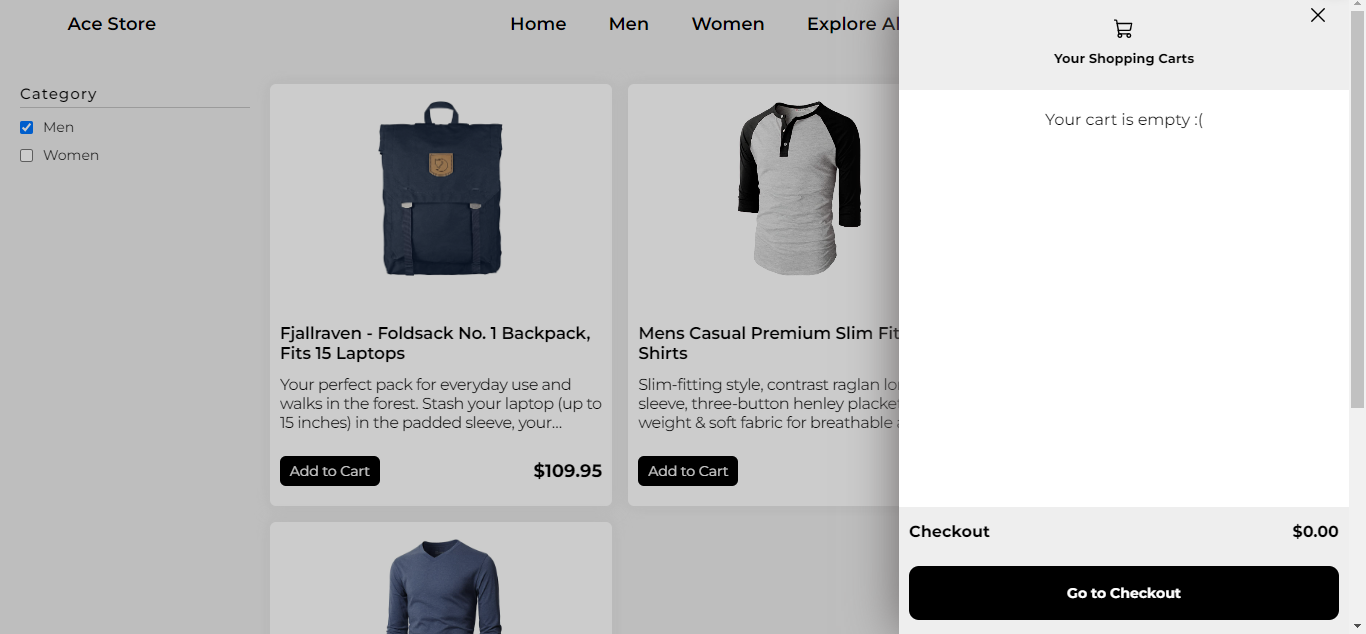 Ace Store
Home
Men
Women
Explore Al
Your Shopping Carts
Your cart is empty :(
Category
Men
Women
Fjallraven - Foldsack No. 1 Backpack,
Fits 15 Laptops
Your perfect pack for everyday use and
walks in the forest. Stash your laptop (up to
15 inches) in the padded sleeve, your...
Add to Cart
$109.95
Mens Casual Premium Slim Fit
Shirts
Slim-fitting style, contrast raglan
sleeve, three-button henley
weight & soft fabric for breathable
Add to Cart
Checkout
$0.00
Go to Checkout